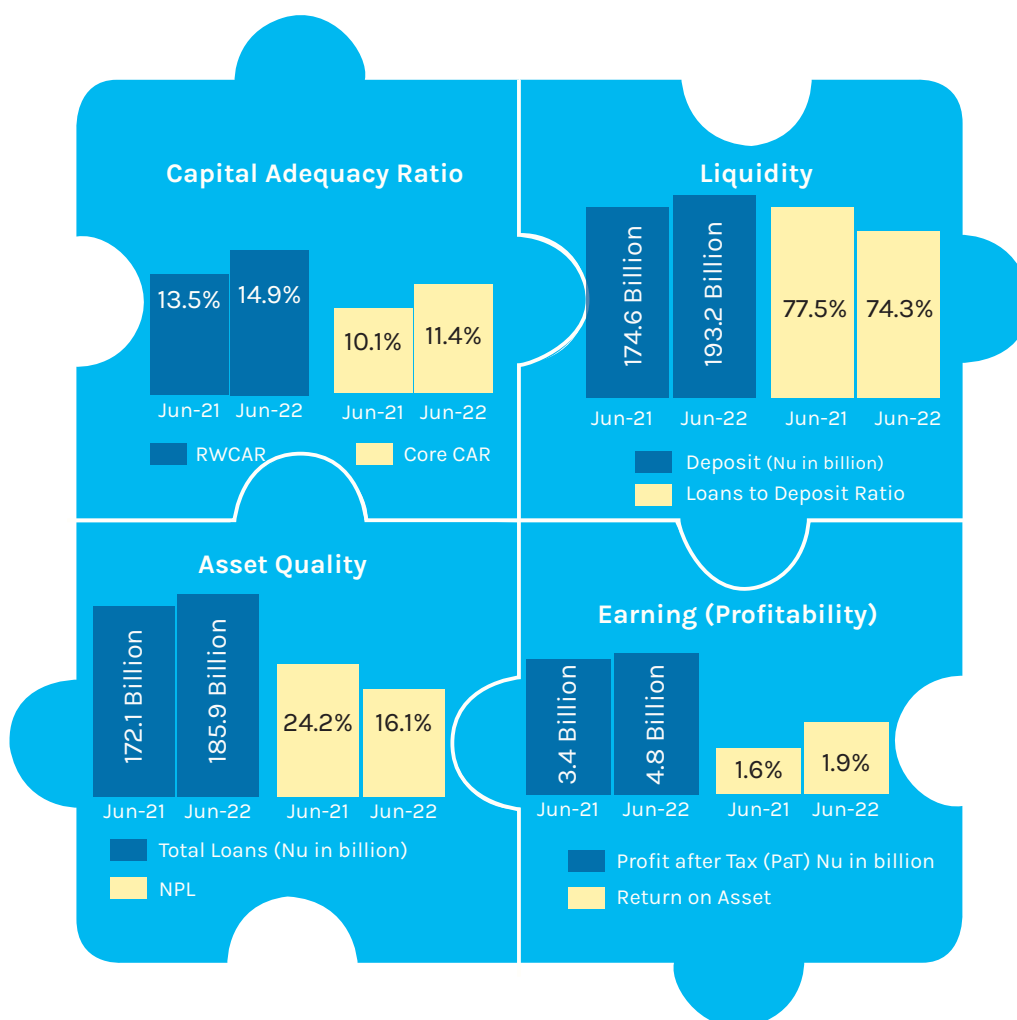 Capital Adequacy Ratio
13.5% 14.9% 10.1% 11.4%
Jun-21 Jun-22 Jun-21 Jun-22
RWCAR Core CAR
Liquidity
174.6 Billion 193.2 Billion 77.5% 74.3%
Jun-21 Jun-22 Jun-21 Jun-22
Deposit (Nu in billion)
Loans to Deposit Ratio
Asset Quality
172.1 Billion 185.9 Billion 24.2% 16.1%
Jun-21 Jun-22 Jun-21 Jun-22
Total Loans (Nu in billion)
NPL
Earning (Profitability)
3.4 Billion 4.8 Billion 1.6% 1.9%
Jun-21 Jun-22 Jun-21 Jun-22
Profit after Tax (PaT) Nu in billion
Return on Asset